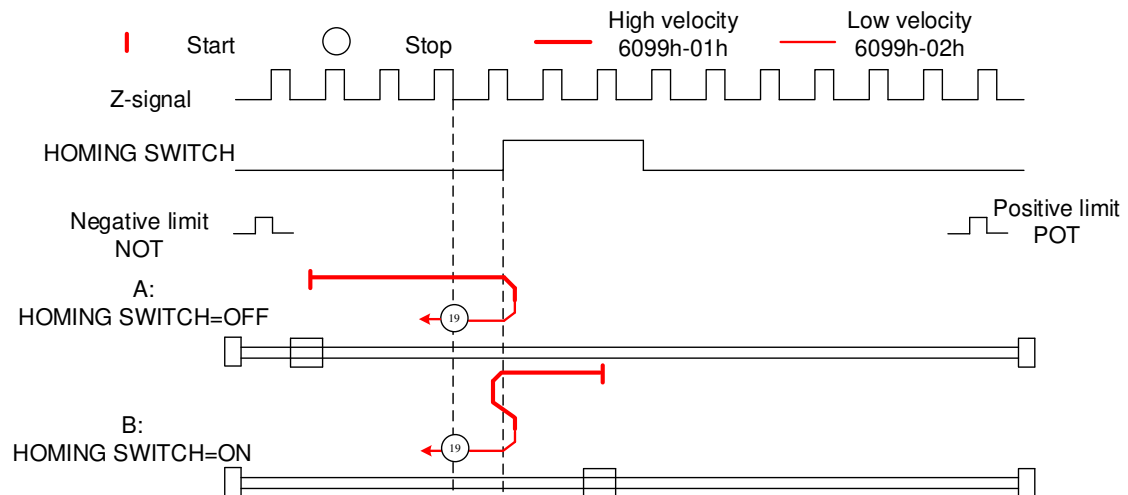 Start
Stop
High velocity
6099h-01h
Low velocity
6099h-02h
Z-signal
HOMING SWITCH
Negative limit
NOT
Positive limit
POT
A:
HOMING SWITCH=OFF
19
B:
HOMING SWITCH=ON
19